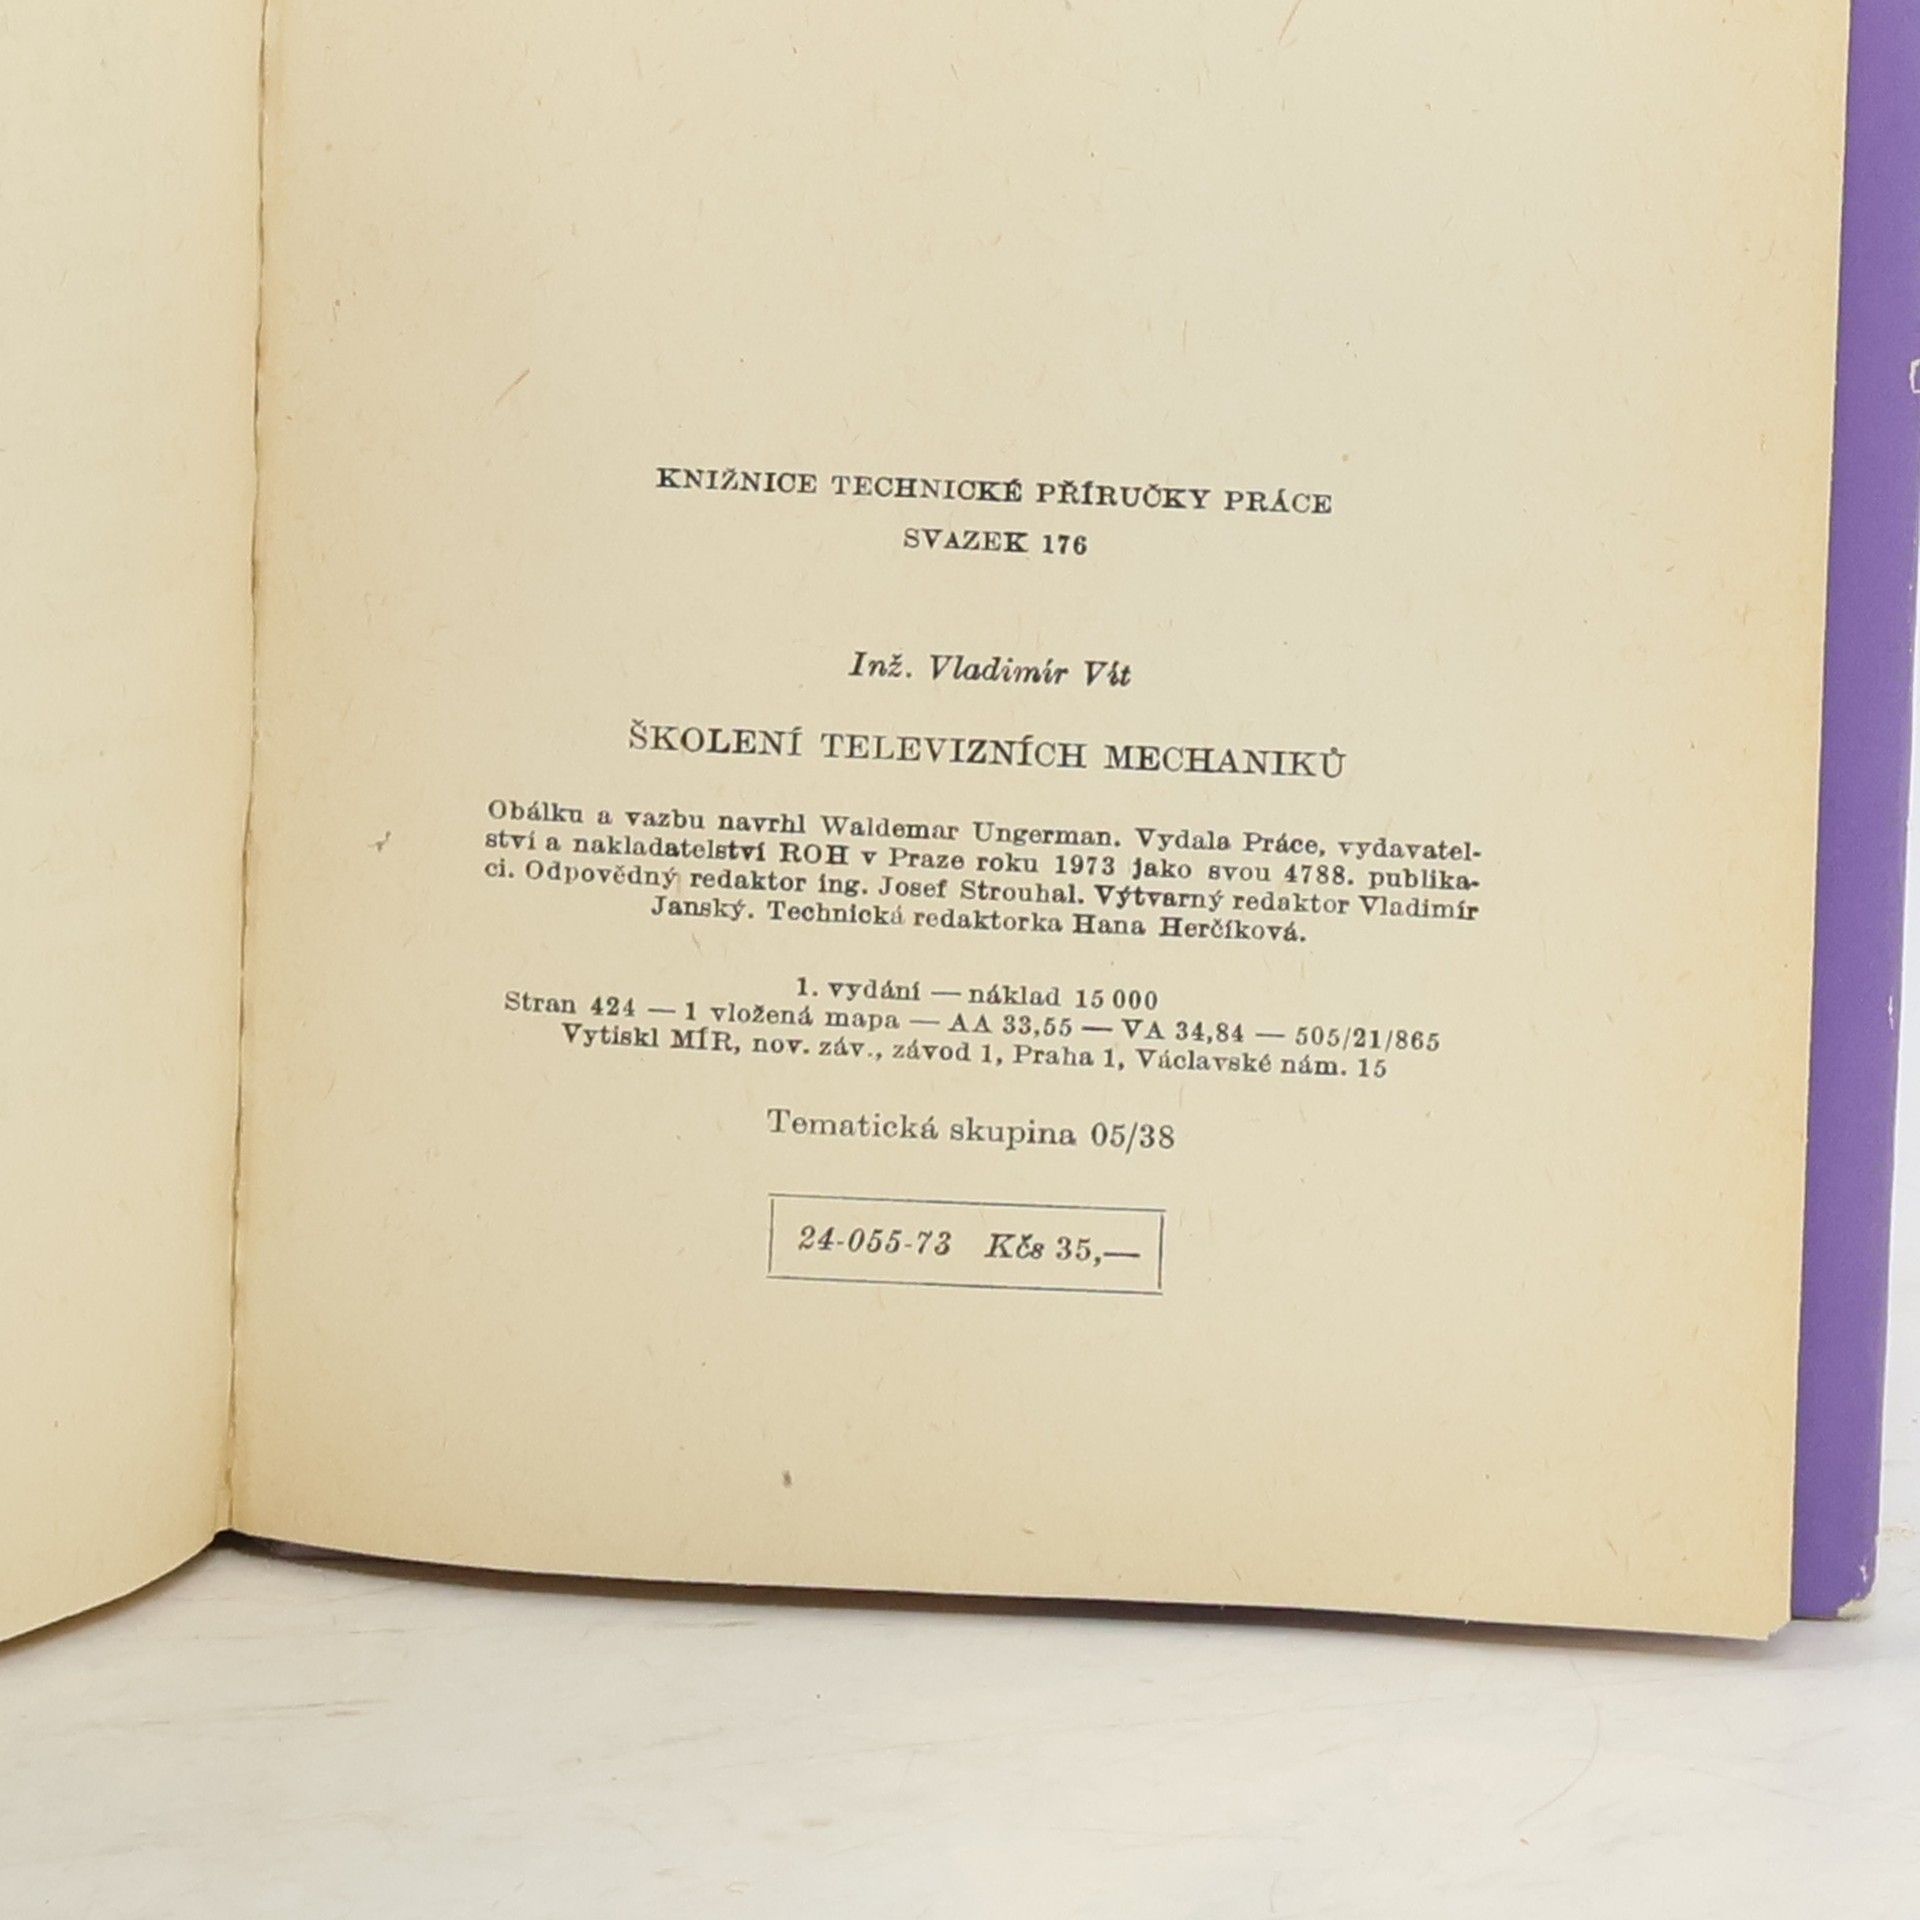 KNIŽNICE TECHNICKÉ PŘÍRUČKY PRÁCE
SVAZEK 176
Inž. Vladimír Vít
ŠKOLENÍ TELEVIZNÍCH MECHANIKŮ
Obálku a vazbu navrhl Waldemar Ungerman. Vydala Práce, vydavatel-
ství a nakladatelství ROH v Praze roku 1973 jako svou 4788. publika-
ci. Odpovědný redaktor ing. Josef Strouhal. Výtvarný redaktor Vladimír
Janský. Technická redaktorka Hana Herčíková.
1. vydání — náklad 15 000
Stran 424 — 1 vložená mapa — AA 33,55 — VA 34,84 — 505/21/865
Vytiskl MÍR, nov. záv., závod 1, Praha 1, Václavské nám. 15
Tematická skupina 05/38
24-055-73 Kčs 35,—